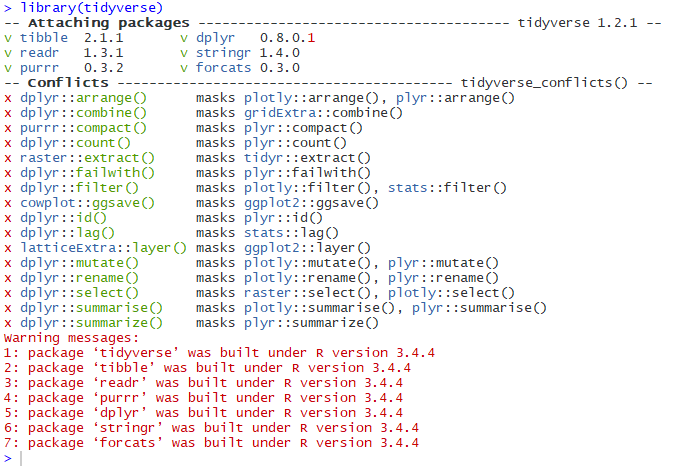 > library(tidyverse)
-- Attaching packages --------------------------------------- tidyverse 1.2.1 --
v tibble  2.1.1       v dplyr   0.8.0.1
v readr   1.3.1       v stringr 1.4.0
v purrr   0.3.2       v forcats 0.3.0
-- Conflicts ------------------------------------------ tidyverse_conflicts() --
x dplyr::arrange()      masks plotly::arrange(), plyr::arrange()
x dplyr::combine()      masks gridExtra::combine()
x purrr::compact()      masks plyr::compact()
x dplyr::count()        masks plyr::count()
x raster::extract()     masks tidyr::extract()
x dplyr::failwith()     masks plyr::failwith()
x dplyr::filter()       masks plotly::filter(), stats::filter()
x cowplot::ggsave()     masks ggplot2::ggsave()
x dplyr::id()           masks plyr::id()
x dplyr::lag()          masks stats::lag()
x latticeExtra::layer() masks ggplot2::layer()
x dplyr::mutate()       masks plotly::mutate(), plyr::mutate()
x dplyr::rename()       masks plotly::rename(), plyr::rename()
x dplyr::select()       masks raster::select(), plotly::select()
x dplyr::summarise()    masks plotly::summarise(), plyr::summarise()
x dplyr::summarize()    masks plyr::summarize()
Warning messages:
1: package ‘tidyverse’ was built under R version 3.4.4
2: package ‘tibble’ was built under R version 3.4.4
3: package ‘readr’ was built under R version 3.4.4
4: package ‘purrr’ was built under R version 3.4.4
5: package ‘dplyr’ was built under R version 3.4.4
6: package ‘stringr’ was built under R version 3.4.4
7: package ‘forcats’ was built under R version 3.4.4
>